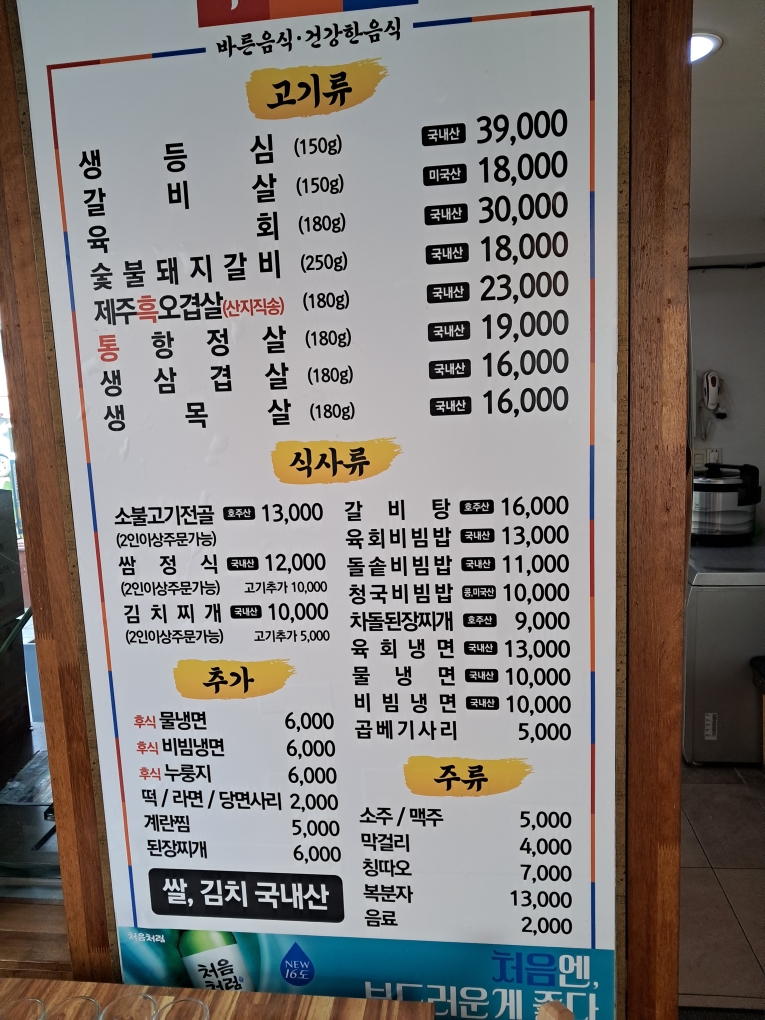 바른음식·건강한음식
고기류
생등심 (150g) 국내산 39,000
갈비살 (150g) 미국산 18,000
육회 (180g) 국내산 30,000
숯불돼지갈비 (250g) 국내산 18,000
제주흑오겹살(산지직송) (180g) 국내산 23,000
통항정살 (180g) 국내산 19,000
생삼겹살 (180g) 국내산 16,000
생목살 (180g) 국내산 16,000
식사류
소불고기전골 호주산 13,000
(2인이상주문가능)
쌈정식 국내산 12,000
(2인이상주문가능) 고기추가 10,000
김치찌개 국내산 10,000
(2인이상주문가능) 고기추가 5,000
갈비탕 호주산 16,000
육회비빔밥 국내산 13,000
돌솥비빔밥 국내산 11,000
청국비빔밥 콩,미국산 10,000
차돌된장찌개 호주산 9,000
육회냉면 국내산 13,000
물냉면 국내산 10,000
비빔냉면 국내산 10,000
곱베기사리 5,000
추가
후식 물냉면 6,000
후식 비빔냉면 6,000
후식 누룽지 6,000
떡 / 라면 / 당면사리 2,000
계란찜 5,000
된장찌개 6,000
주류
소주 / 맥주 5,000
막걸리 4,000
칭따오 7,000
복분자 13,000
음료 2,000
쌀, 김치 국내산
처음처럼
처음
처럼
NEW
16도
처음엔,
부드러운게 좋다